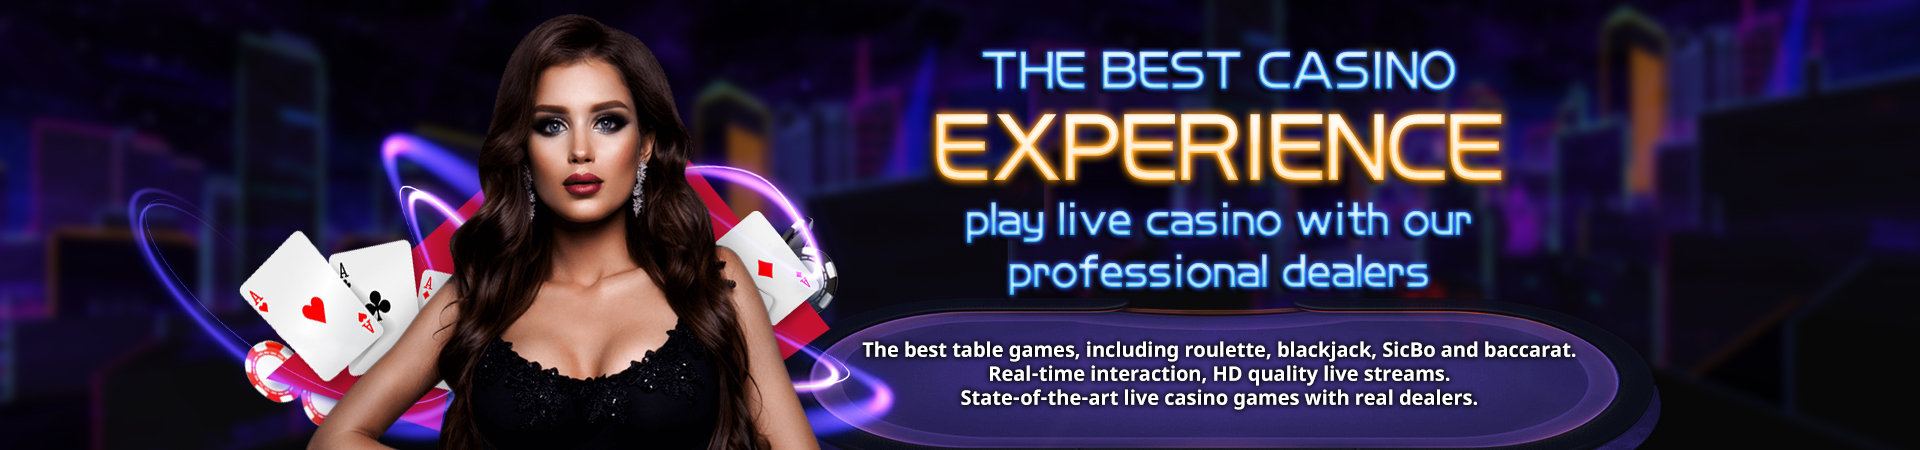 THE BEST CASINO
EXPERIENCE
play live casino with our
professional dealers
The best table games, including roulette, blackjack, SicBo and baccarat.
Real-time interaction, HD quality live streams.
State-of-the-art live casino games with real dealers.
A
A
A
A
A